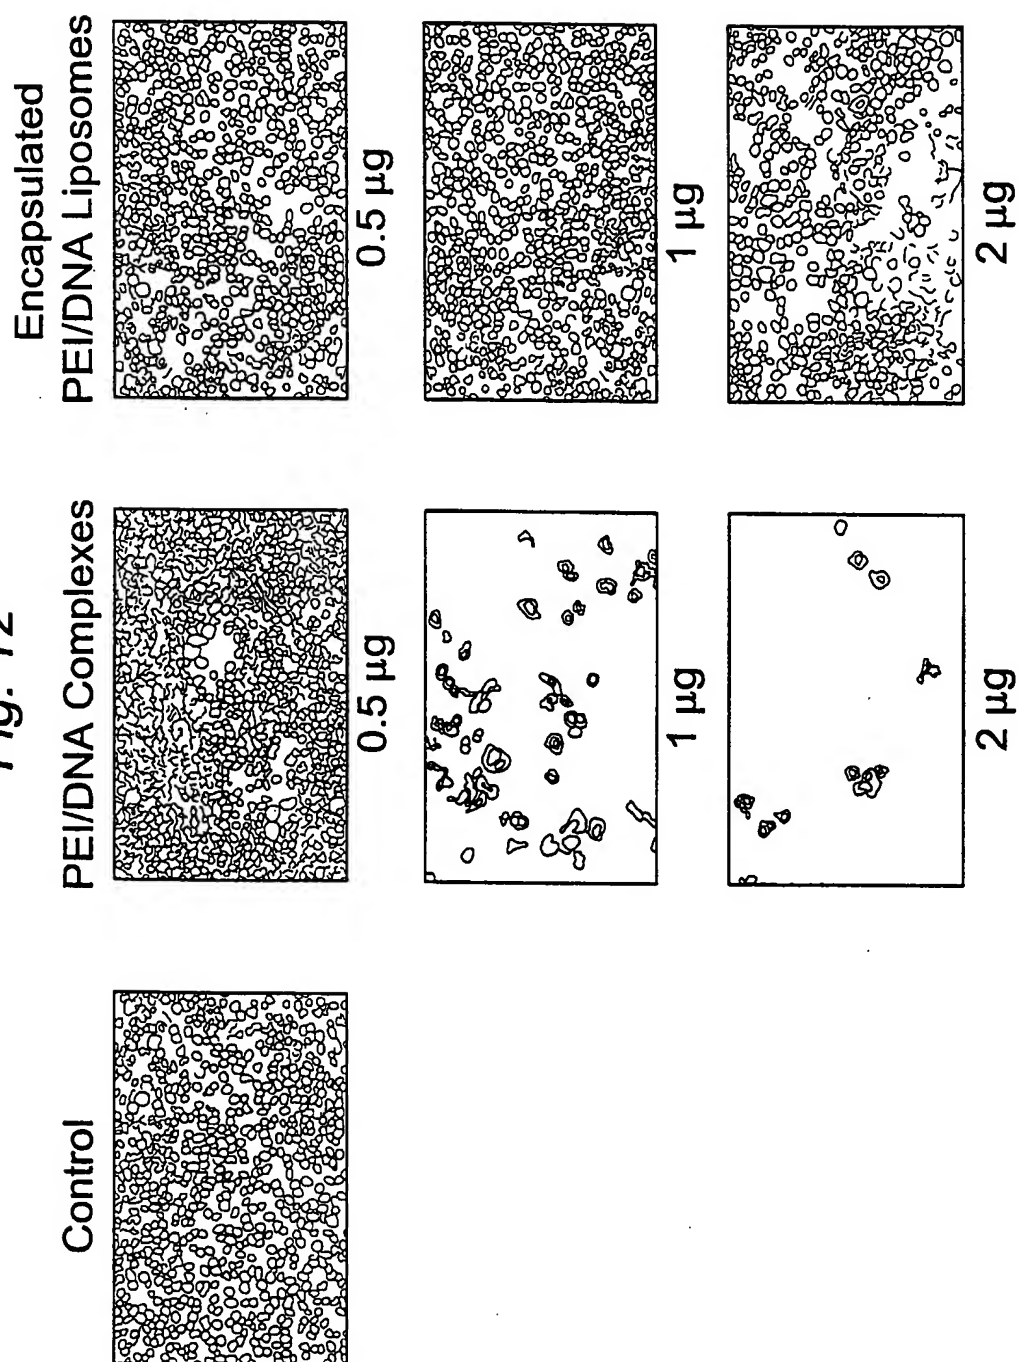 Fig. 12
Encapsulated
Control
PEI/DNA Complexes
PEI/DNA Liposomes
0.5 µg
0.5 µg
1 µg
1 µg
2 µg
2 µg